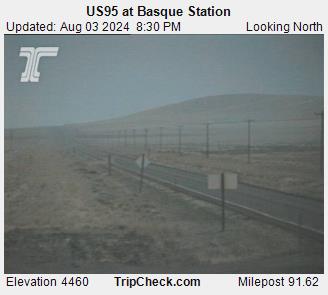 US95 at Basque Station
Updated: Aug 03 2024 8:30 PM Looking North
Elevation 4460 TripCheck.com Milepost 91.62